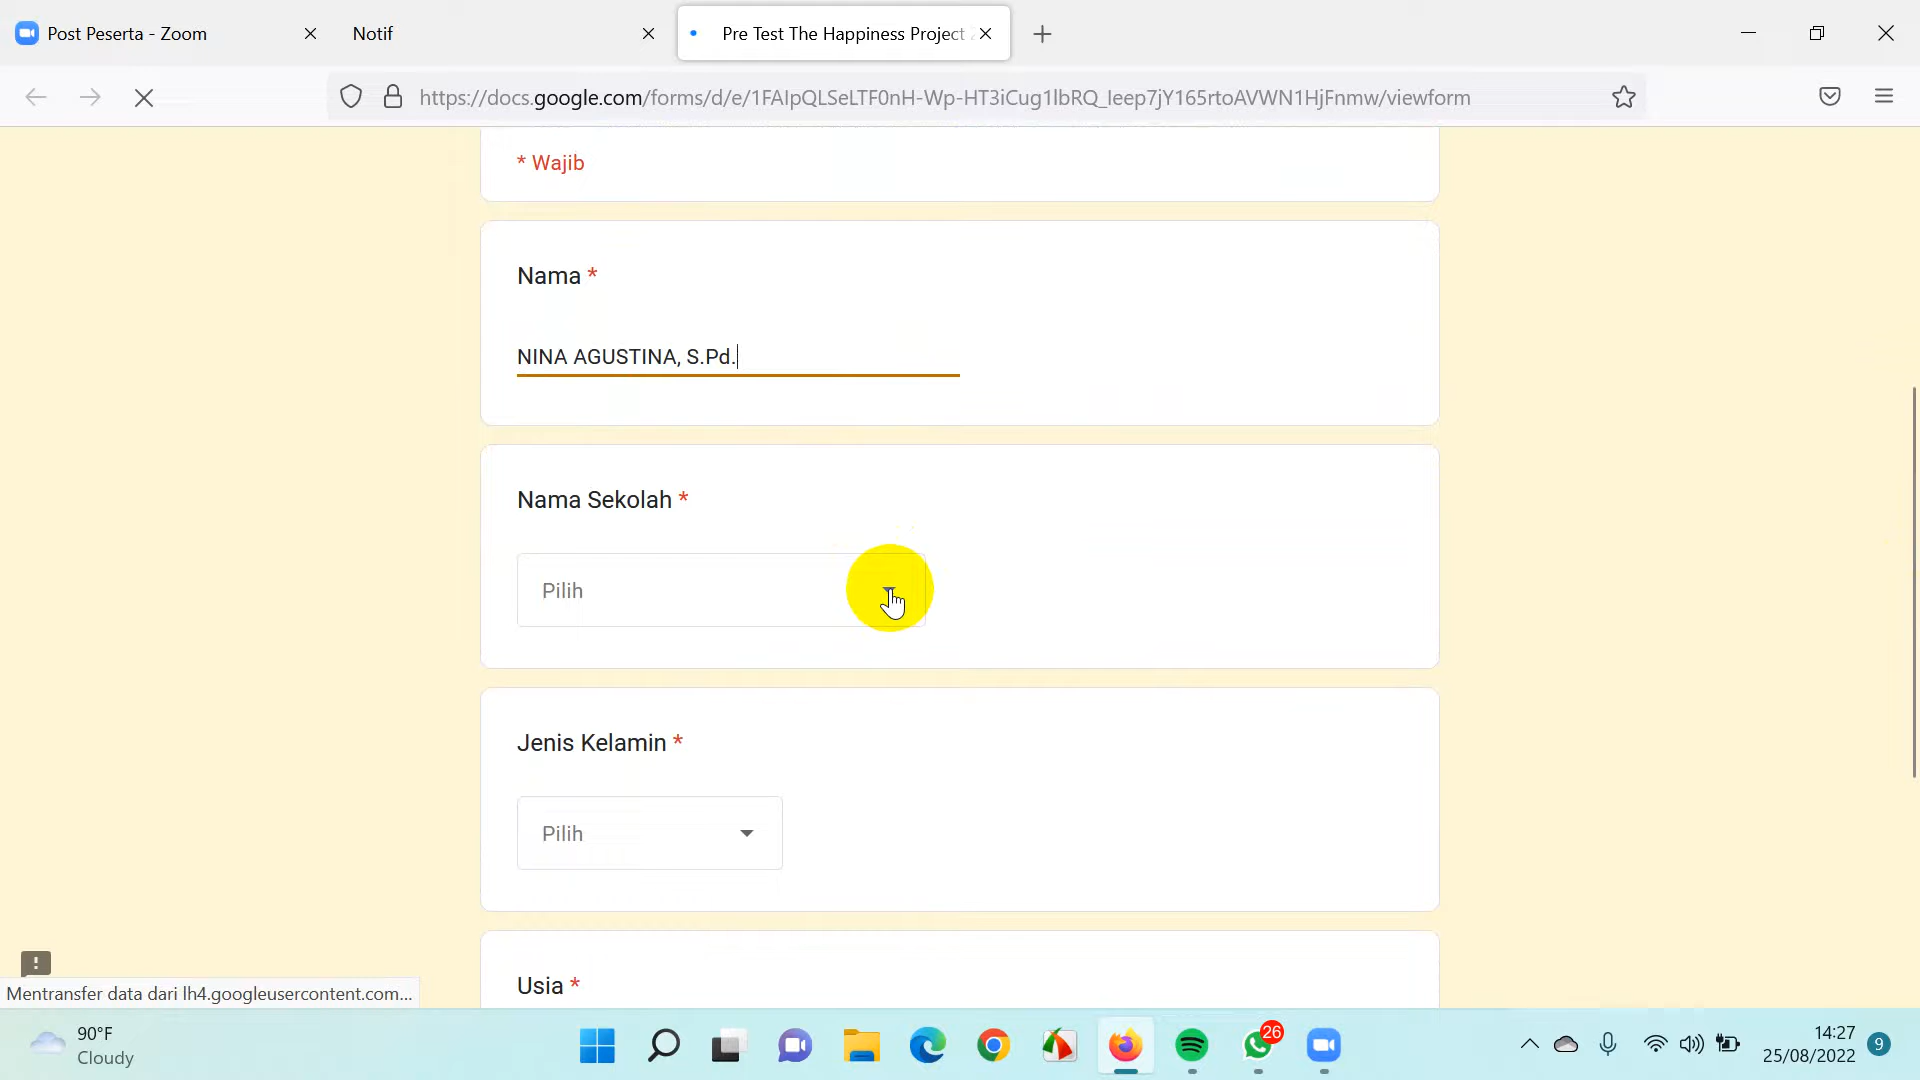 Post Peserta - Zoom
Notif
Pre Test The Happiness Project
https://docs.google.com/forms/d/e/1FAIpQLSeLTF0nH-Wp-HT3iCug1lbRQ_Ieep7jY165rtoAVWN1HjFnmw/viewform
* Wajib
Nama *
NINA AGUSTINA, S.Pd.
Nama Sekolah *
Pilih
Jenis Kelamin *
Pilih
Usia *
!
Mentransfer data dari lh4.googleusercontent.com...
90°F
Cloudy
26
14:27
25/08/2022
9